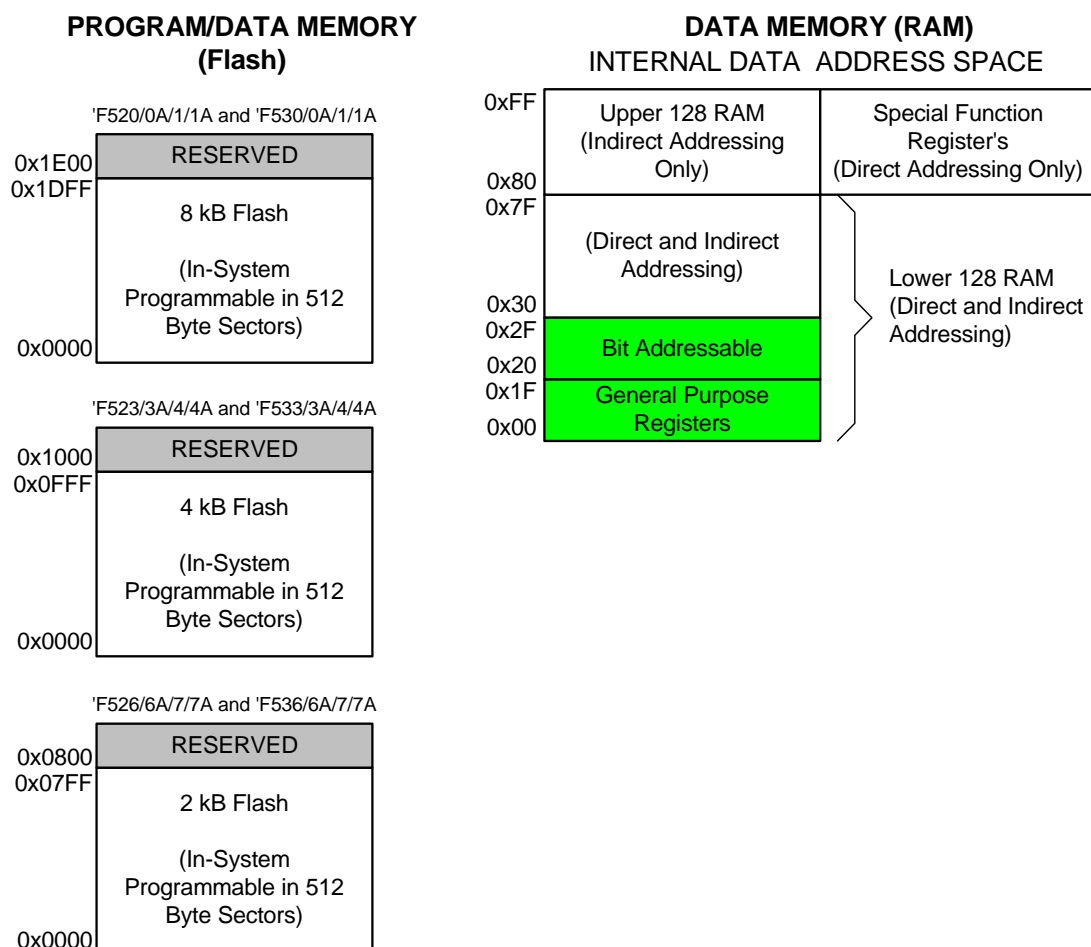 PROGRAM/DATA MEMORY
(Flash)
'F520/0A/1/1A and 'F530/0A/1/1A
RESERVED
0x1E00
0x1DFF
8 kB Flash
(In-System
Programmable in 512
Byte Sectors)
0x0000
'F523/3A/4/4A and 'F533/3A/4/4A
RESERVED
0x1000
0x0FFF
4 kB Flash
(In-System
Programmable in 512
Byte Sectors)
0x0000
'F526/6A/7/7A and 'F536/6A/7/7A
RESERVED
0x0800
0x07FF
2 kB Flash
(In-System
Programmable in 512
Byte Sectors)
0x0000
DATA MEMORY (RAM)
INTERNAL DATA ADDRESS SPACE
0xFF
Upper 128 RAM
(Indirect Addressing
Only)
0x80
Special Function
Register's
(Direct Addressing Only)
0x7F
(Direct and Indirect
Addressing)
0x30
0x2F
Bit Addressable
0x20
0x1F
General Purpose
Registers
0x00
Lower 128 RAM
(Direct and Indirect
Addressing)